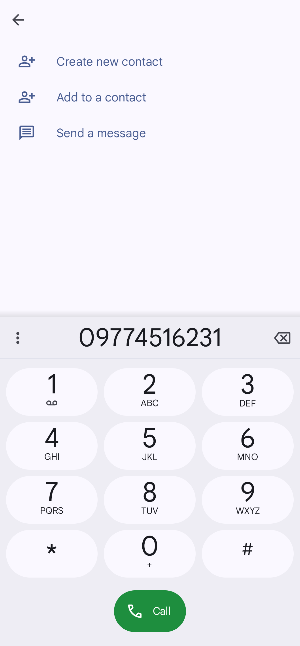 Create new contact
Add to a contact
Send a message
09774516231
1
2
ABC
3
DEF
4
GHI
5
JKL
6
MNO
7
PQRS
8
TUV
9
WXYZ
*
0
+
#
Call